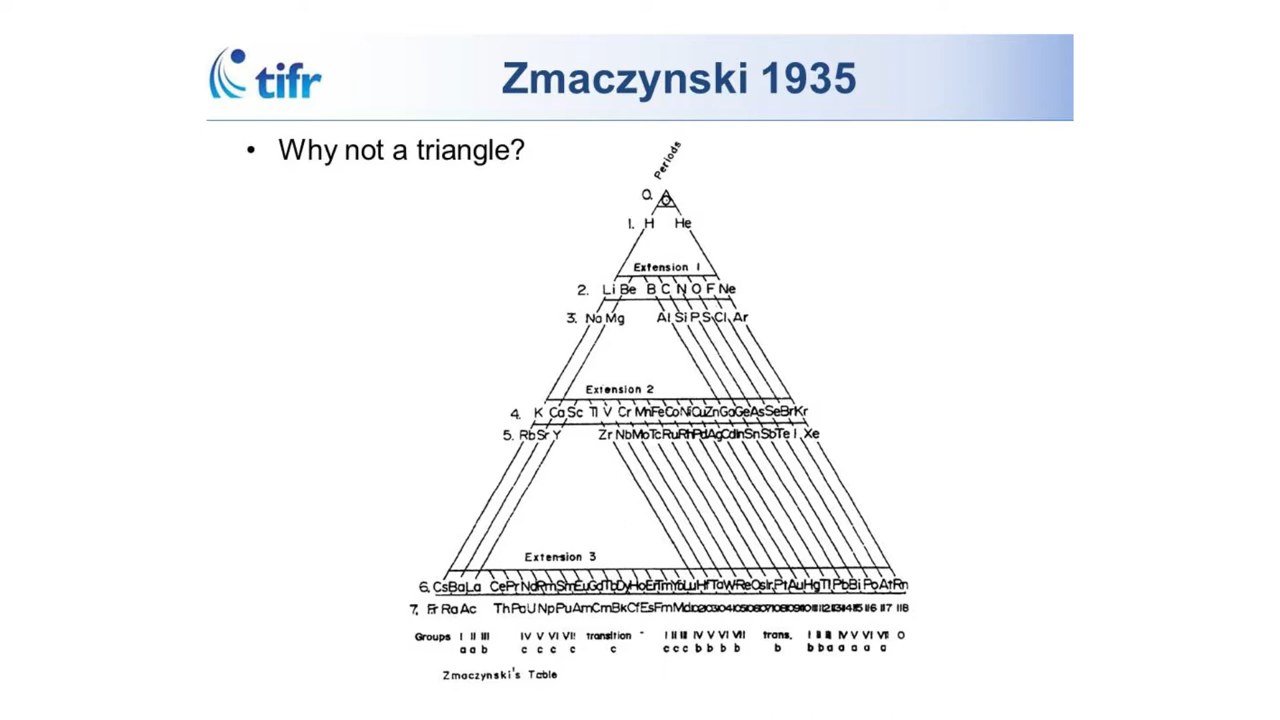 tifr
Zmaczynski 1935
• Why not a triangle?
Periods
0. 0
1. H He
Extension 1
2. Li Be B C N O F Ne
3. Na Mg Al Si P S Cl Ar
Extension 2
4. K Ca Sc TI V Cr Mn Fe Co Ni Cu Zn Ga Ge As Se Br Kr
5. Rb Sr Y Zr Nb Mo Tc Ru Rh Pd Ag Cd In Sn Sb Te I Xe
Extension 3
6. Cs Ba La Ce Pr Nd Pm Sm Eu Gd Tb Dy Ho Er Tm Yb Lu Hf Ta W Re Os Ir Pt Au Hg Tl Pb Bi Po At Rn
7. Fr Ra Ac Th Pa U Np Pu Am Cm Bk Cf Es Fm Md 116 117 118
Groups I II III IV V VI VII transition I II III IV V VI VII trans. I II III IV V VI VII 0
a a b c c c c c c c c b b b b b b b a a a a a
Zmaczynski's Table